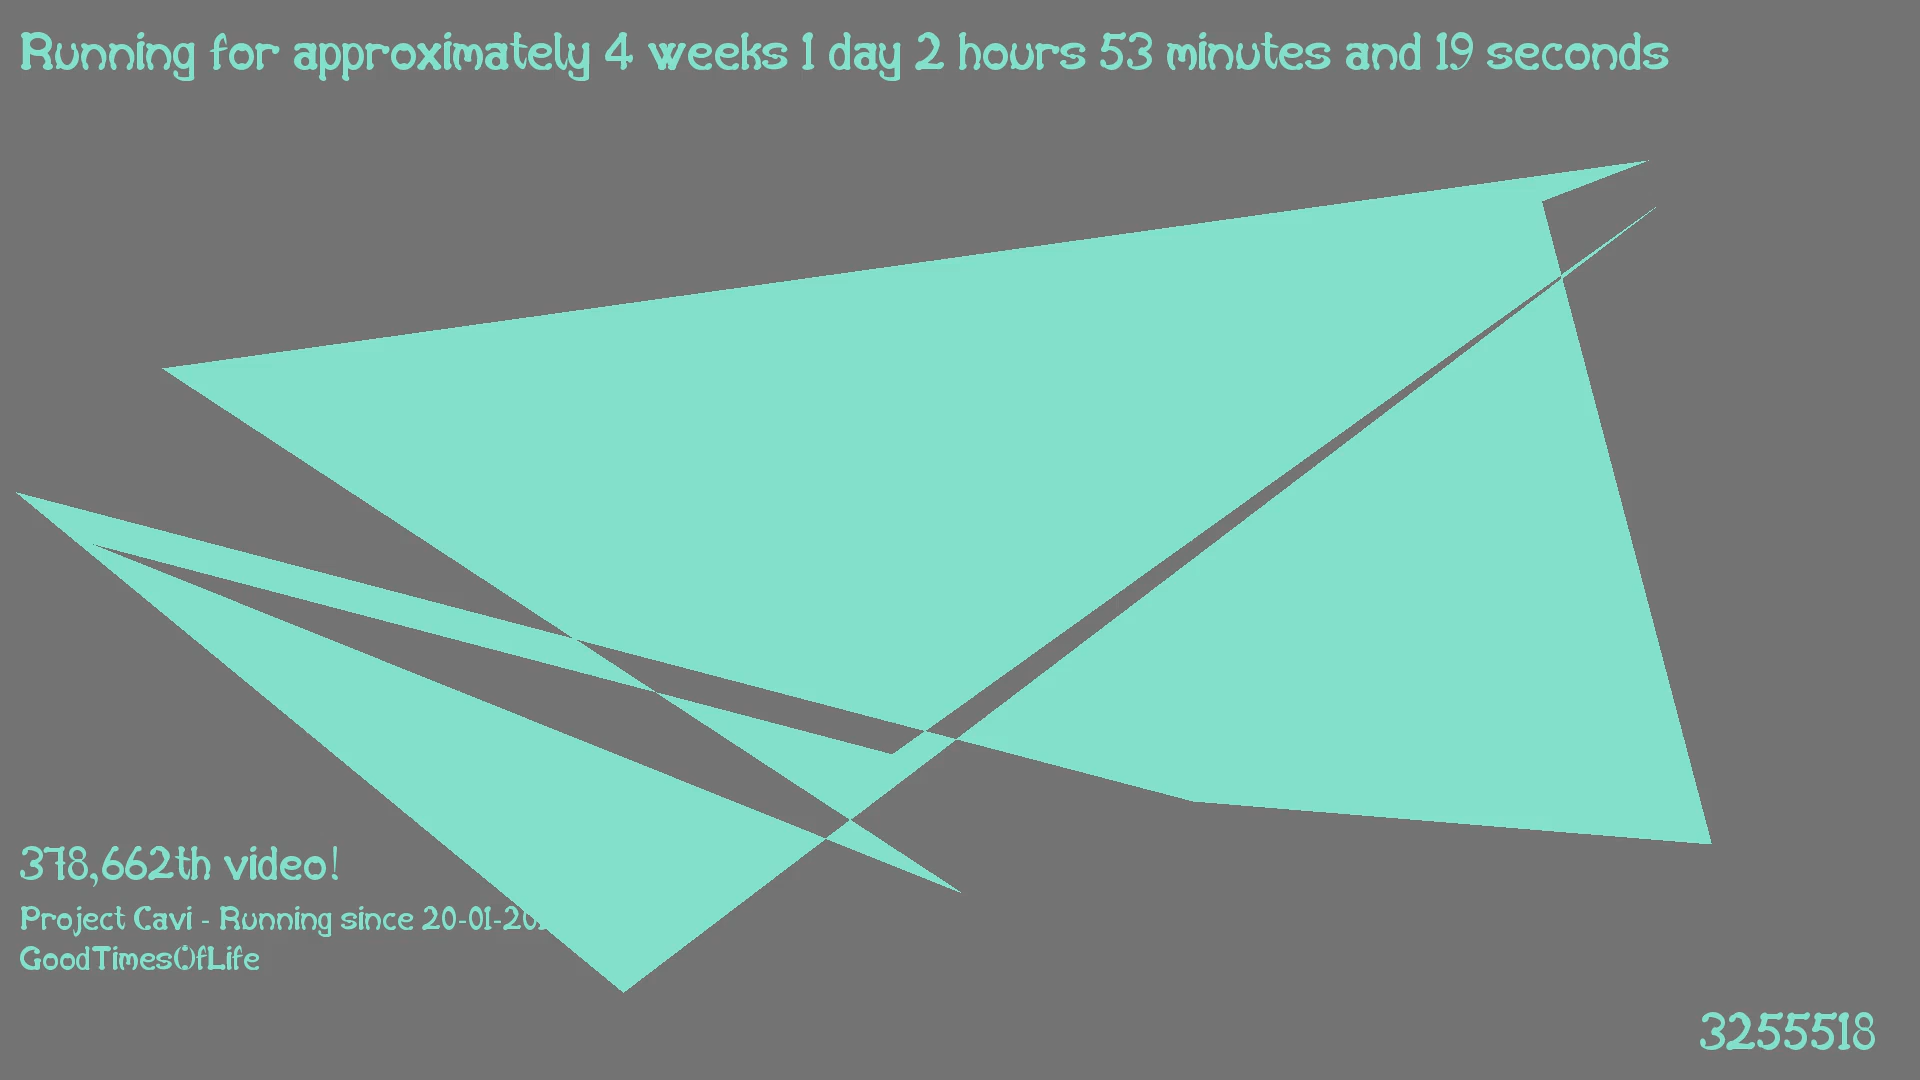 Running for approximately 4 weeks 1 day 2 hours 53 minutes and 19 seconds
378,662th video!
Project Cavi - Running since
GoodTimesOfLife
3255518